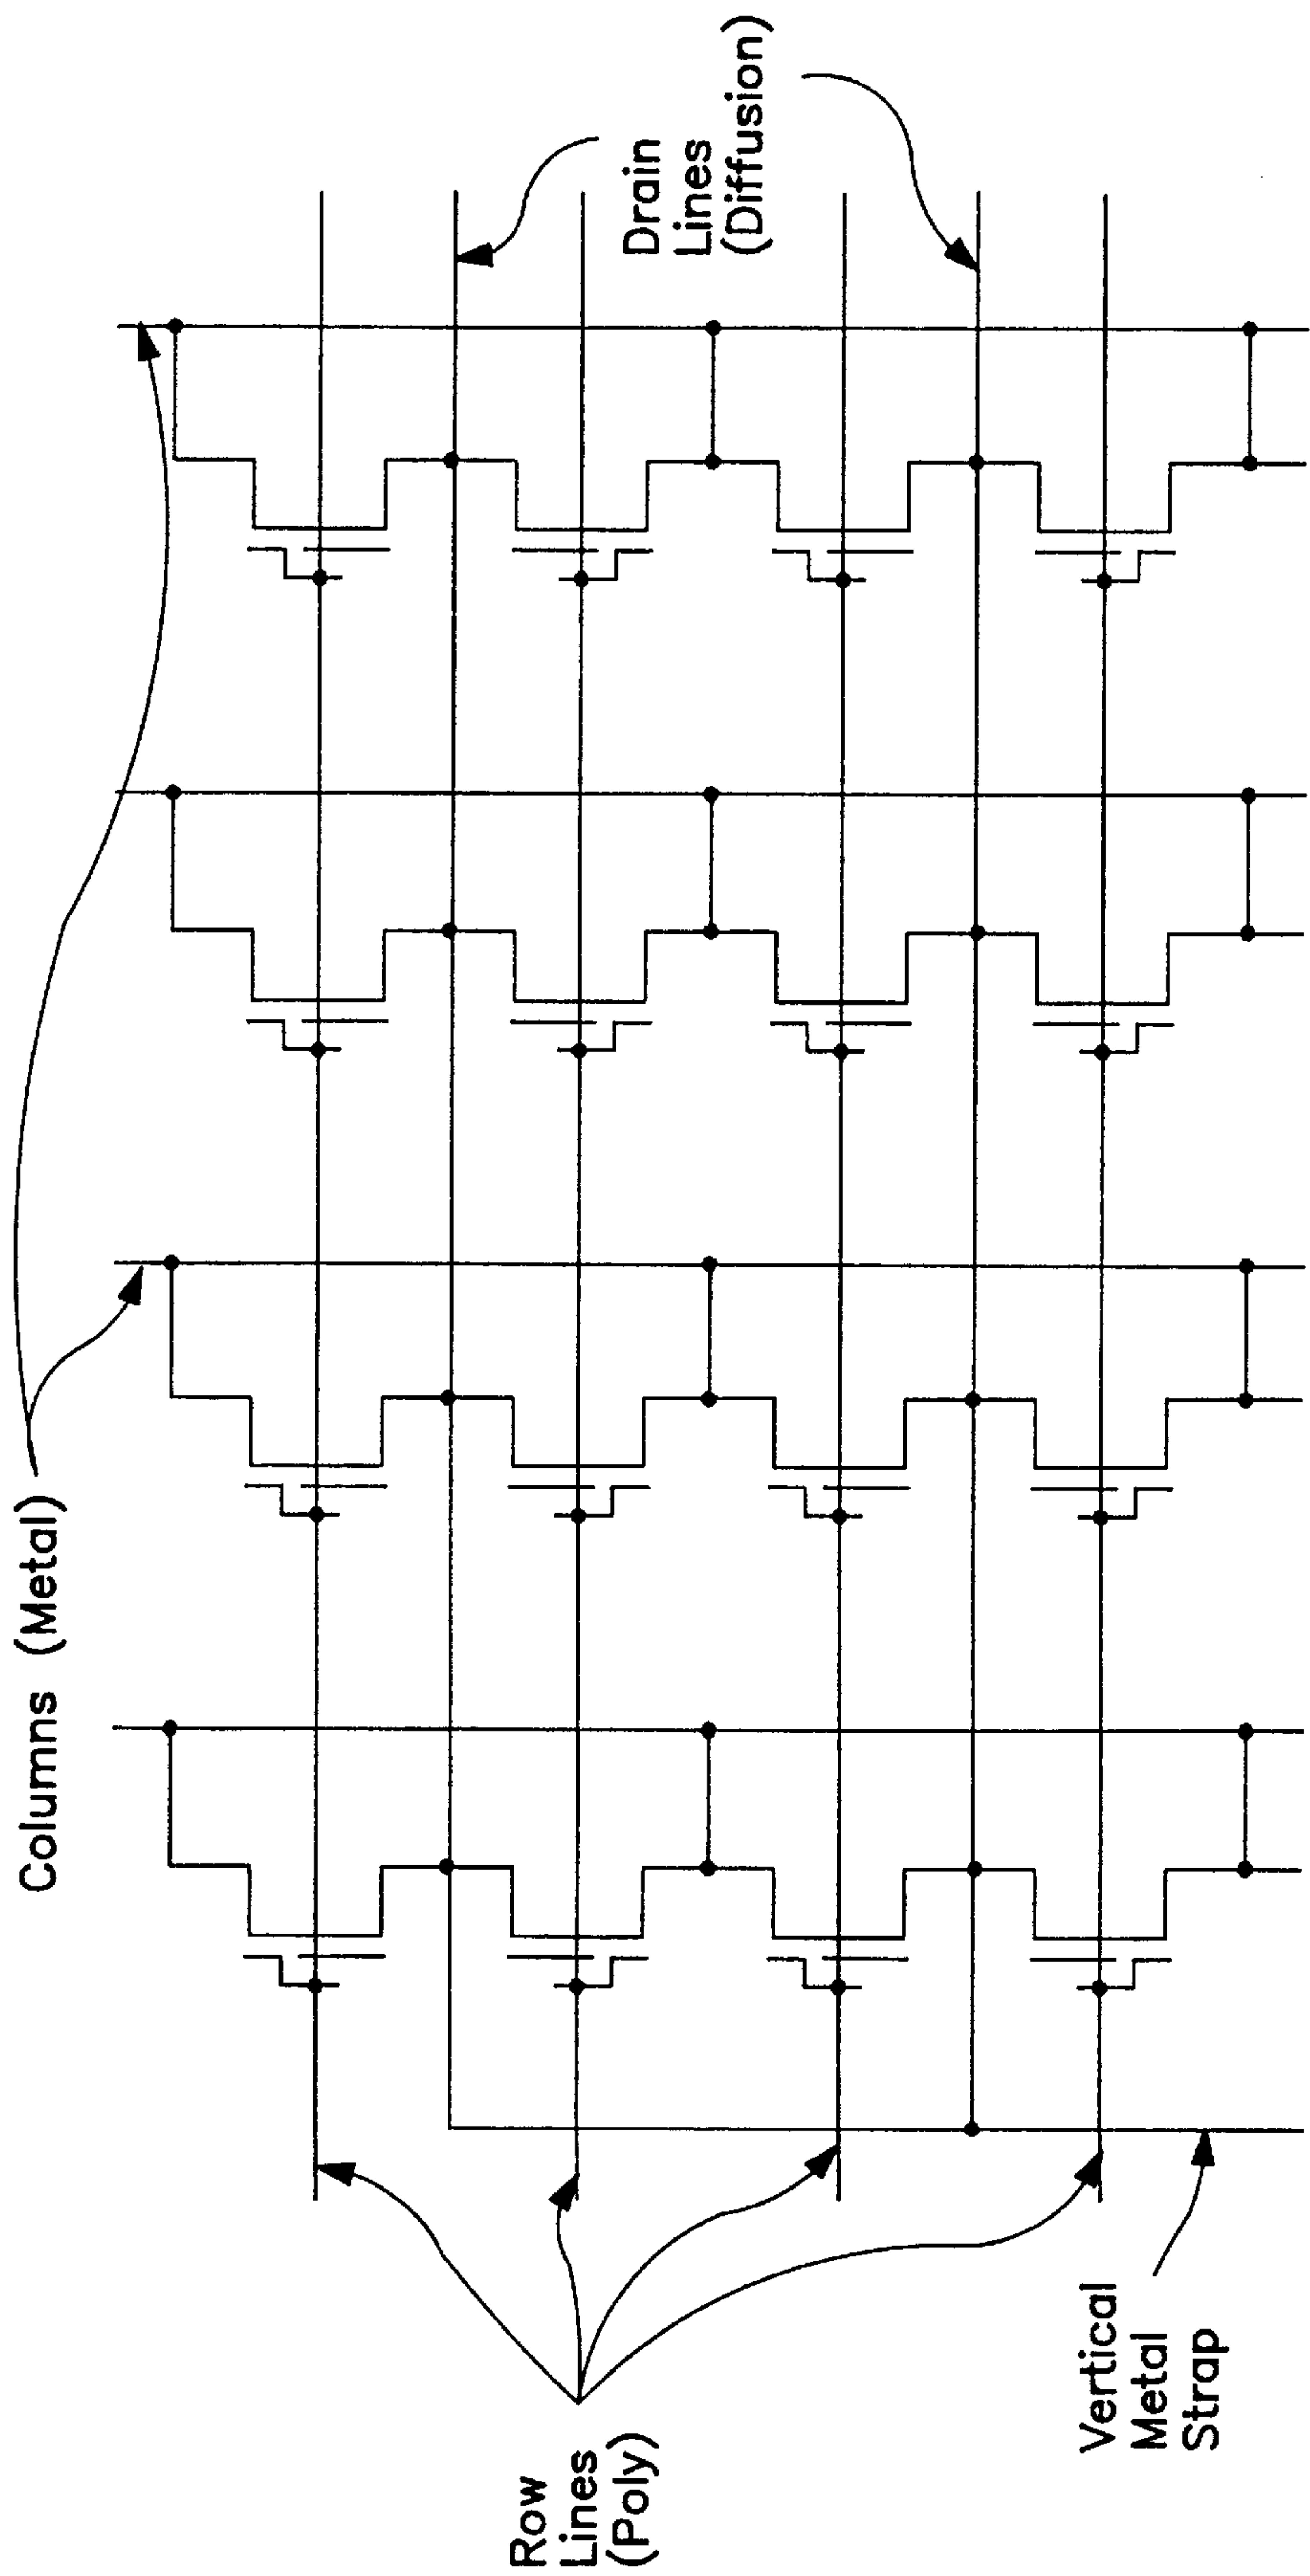 Columns (Metal)
Drain
Lines
(Diffusion)
Row
Lines
(Poly)
Vertical
Metal
Strap